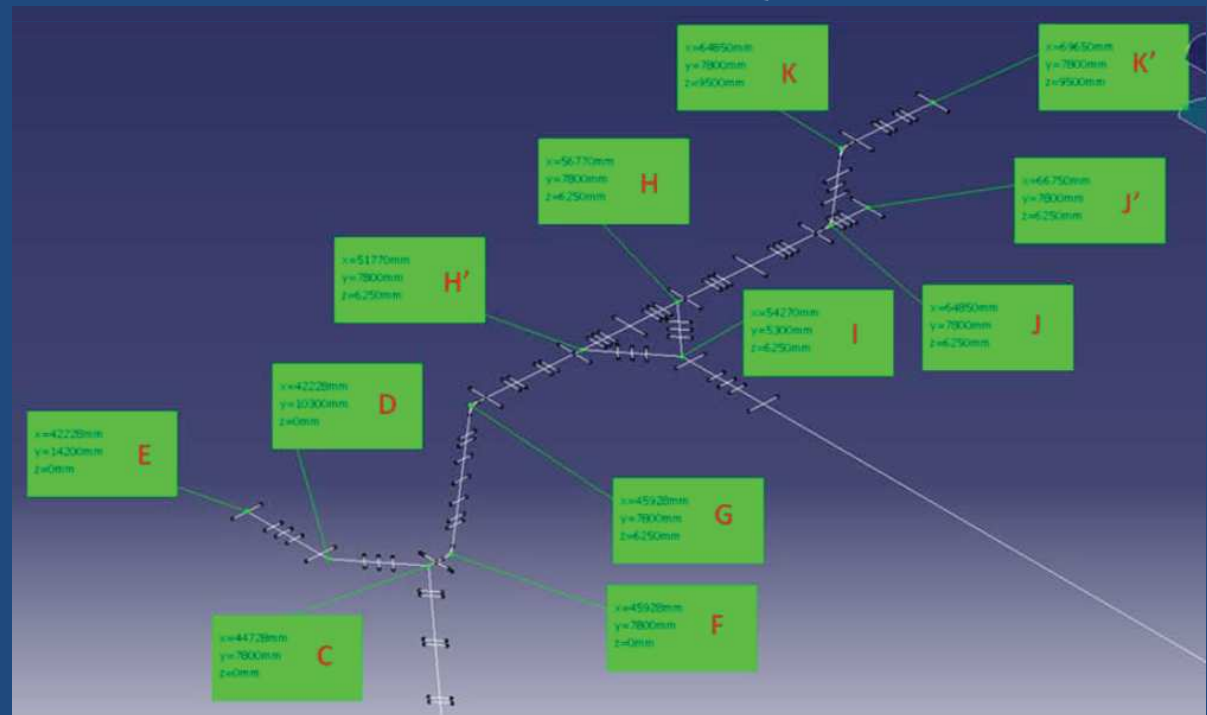 x=64850mm
y=7800mm
z=9500mm
K
x=69650mm
y=7800mm
z=9500mm
K'
x=56770mm
y=7800mm
z=6250mm
H
x=66750mm
y=7800mm
z=6250mm
J'
x=51770mm
y=7800mm
z=6250mm
H'
x=54270mm
y=5300mm
z=6250mm
I
x=64850mm
y=7800mm
z=6250mm
J
x=42228mm
y=10300mm
z=0mm
D
x=42228mm
y=14200mm
z=0mm
E
x=45928mm
y=7800mm
z=6250mm
G
x=45928mm
y=7800mm
z=0mm
F
x=44728mm
y=7800mm
z=0mm
C